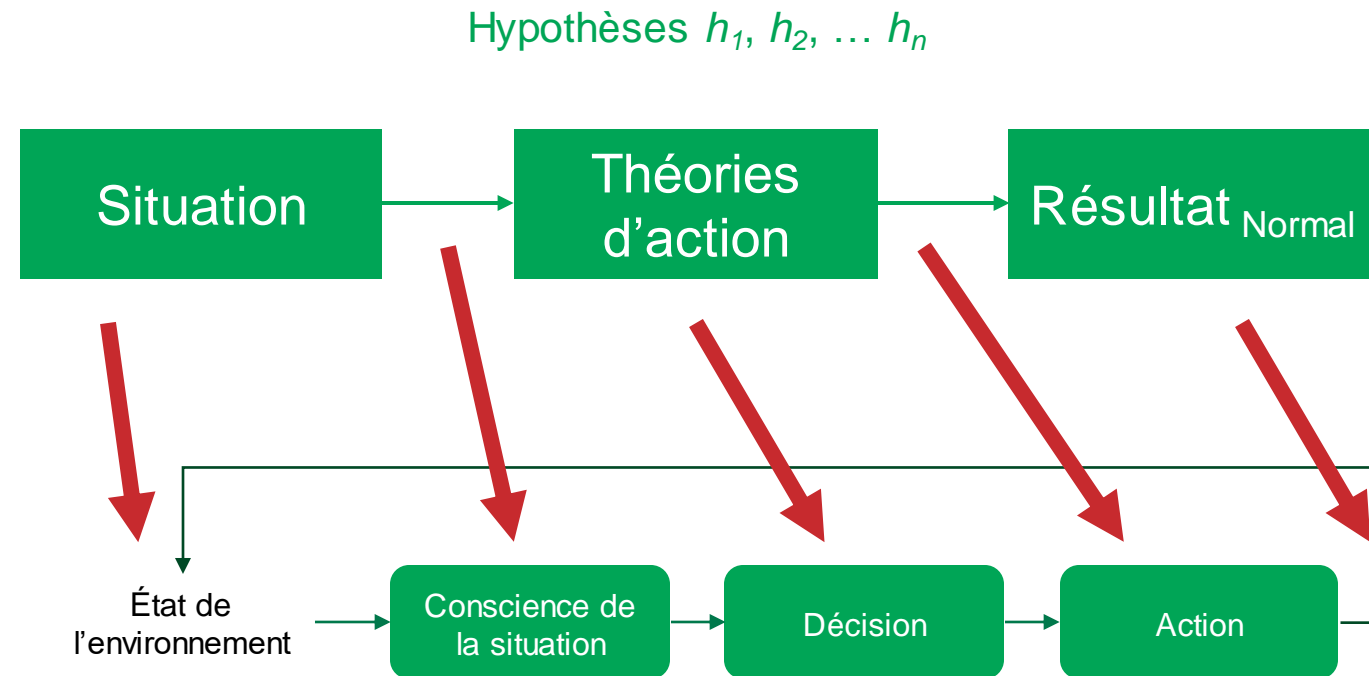 Hypothèses h1, h2, … hn
Situation
Théories
d’action
Résultat Normal
État de
l’environnement
Conscience de
la situation
Décision
Action